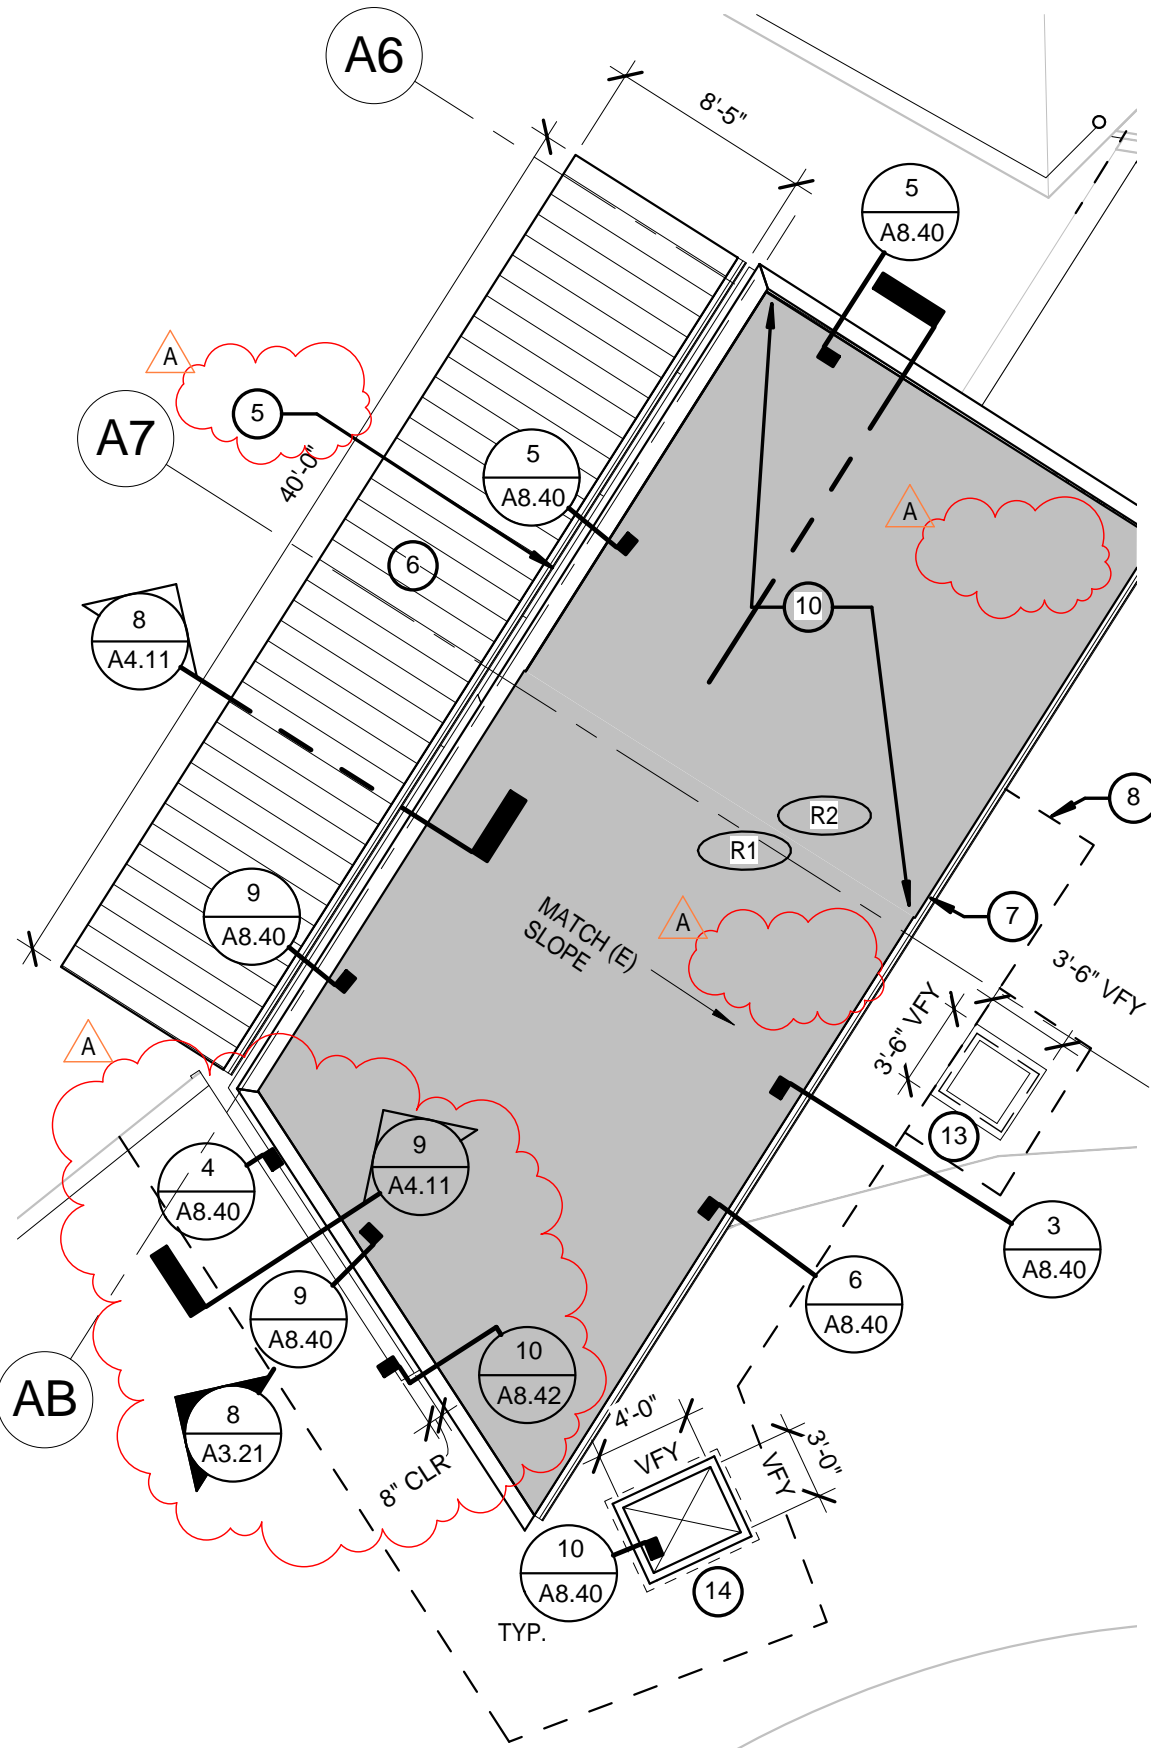 A6
8'-5"
5
A8.40
A
5
A7
40'-0"
5
A8.40
A
6
10
8
A4.11
R2
R1
8
9
A8.40
MATCH (E)
SLOPE
A
7
3'-6" VFY
3'-6" VFY
A
13
9
A4.11
4
A8.40
3
A8.40
9
A8.40
6
A8.40
10
A8.42
AB
8
A3.21
8" CLR
4'-0"
VFY
3'-0"
VFY
10
A8.40
14
TYP.